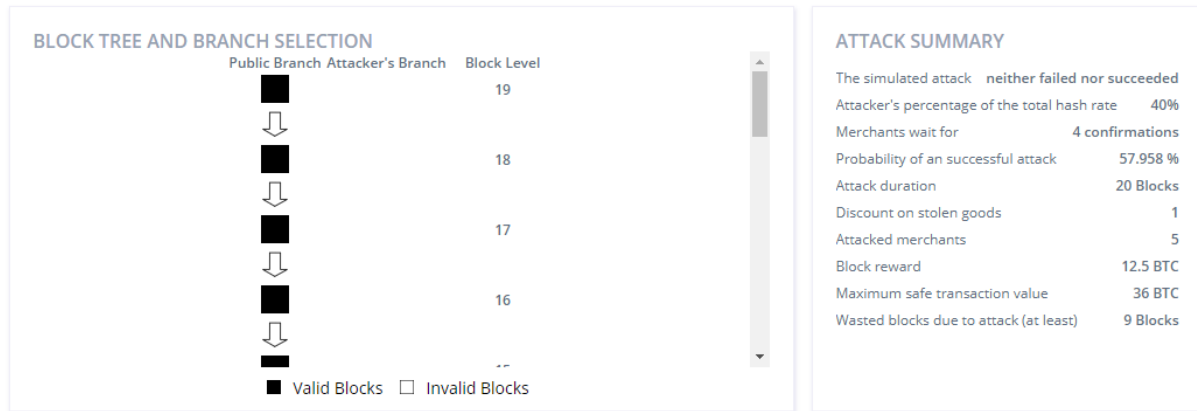 BLOCK TREE AND BRANCH SELECTION
Public Branch Attacker's Branch Block Level
19
18
17
16
Valid Blocks Invalid Blocks
ATTACK SUMMARY
The simulated attack neither failed nor succeeded
Attacker's percentage of the total hash rate 40%
Merchants wait for 4 confirmations
Probability of an successful attack 57.958 %
Attack duration 20 Blocks
Discount on stolen goods 1
Attacked merchants 5
Block reward 12.5 BTC
Maximum safe transaction value 36 BTC
Wasted blocks due to attack (at least) 9 Blocks